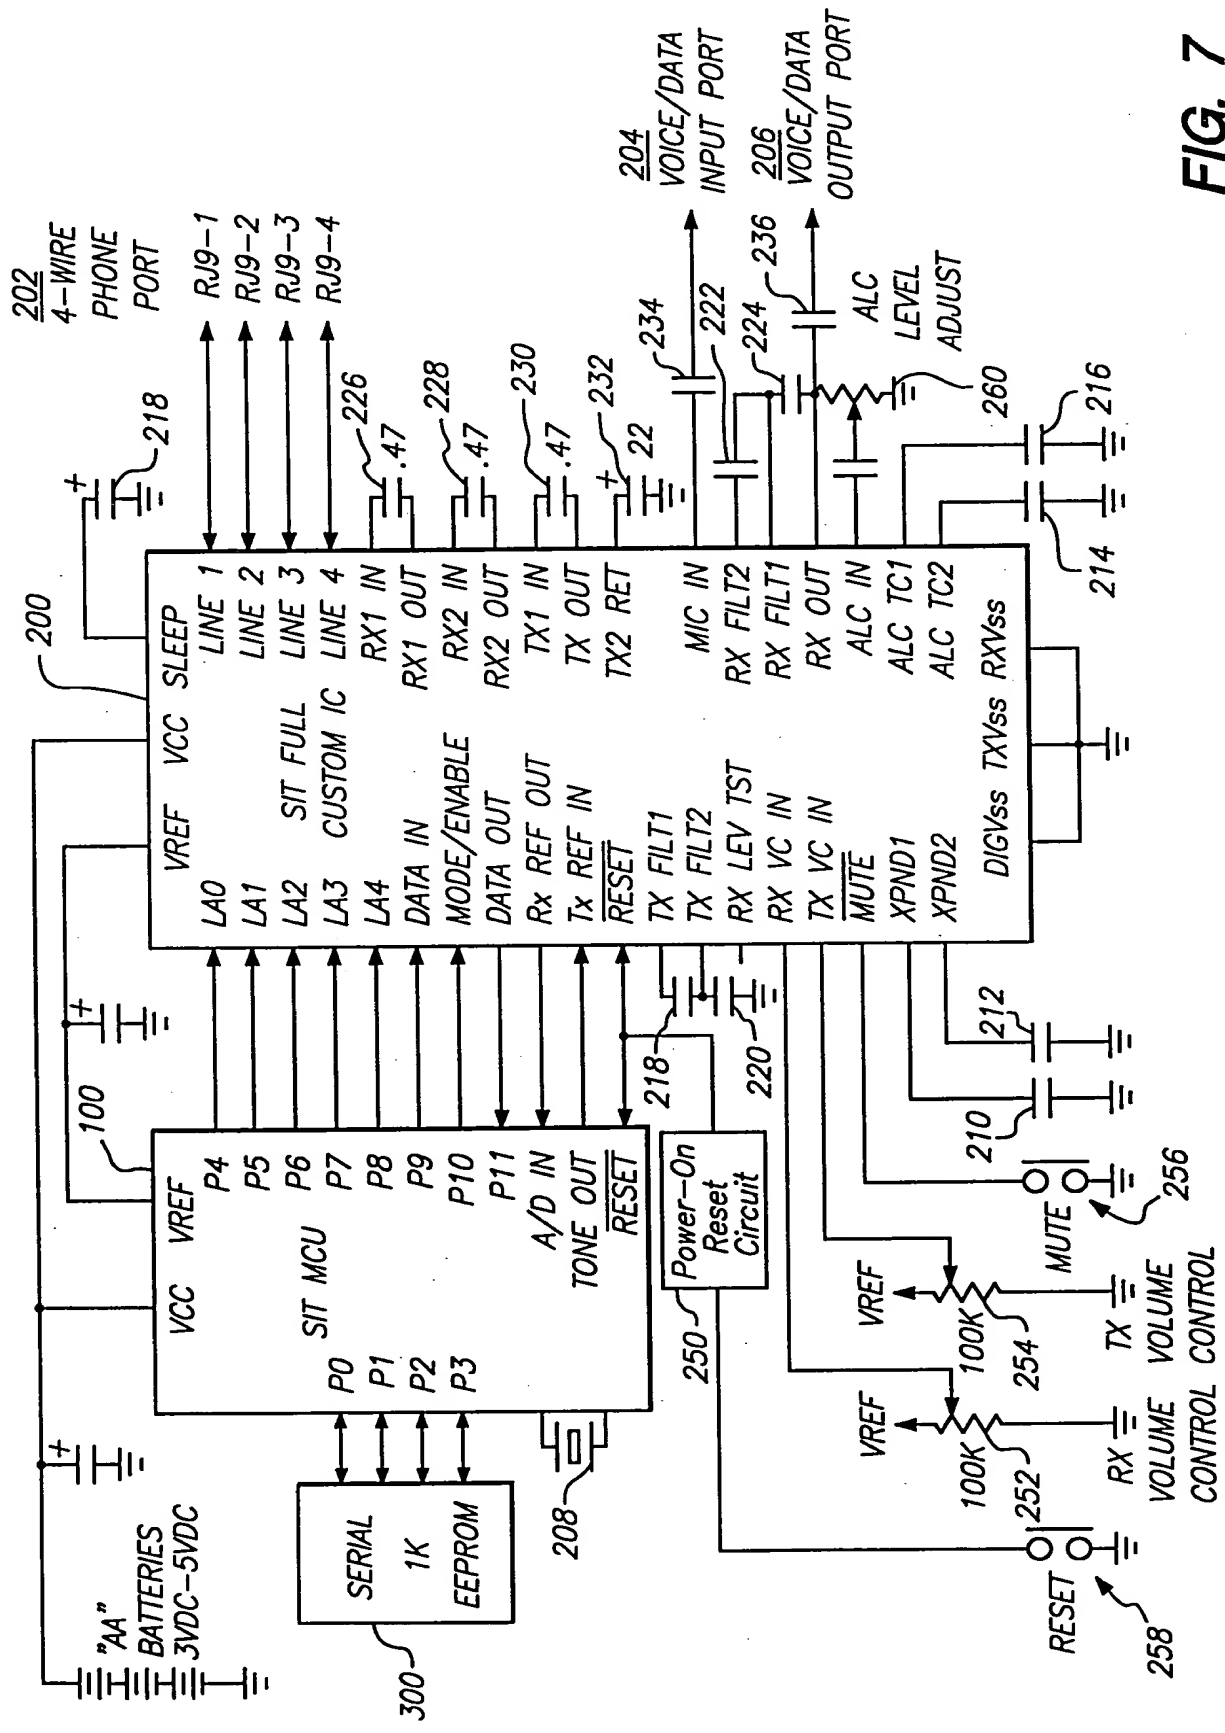 "AA"
BATTERIES
3VDC-5VDC
300
SERIAL
1K
EEPROM
208
100
VCC
VREF
SIT MCU
P0
P1
P2
P3
P4
P5
P6
P7
P8
P9
P10
P11
A/D IN
TONE OUT
RESET
+
+
200
VREF
VCC
SLEEP
SIT FULL
CUSTOM IC
LA0
LA1
LA2
LA3
LA4
DATA IN
MODE/ENABLE
DATA OUT
Rx REF OUT
Tx REF IN
RESET
TX FILT1
TX FILT2
RX LEV TST
RX VC IN
TX VC IN
MUTE
XPND1
XPND2
DIGVss
TXVss
RXVss
LINE 1
LINE 2
LINE 3
LINE 4
RX1 IN
RX1 OUT
RX2 IN
RX2 OUT
TX1 IN
TX OUT
TX2 RET
MIC IN
RX FILT2
RX FILT1
RX OUT
ALC IN
ALC TC1
ALC TC2
+
218
202
4-WIRE
PHONE
PORT
RJ9-1
RJ9-2
RJ9-3
RJ9-4
226
.47
228
.47
230
.47
232
+
22
234
204
VOICE/DATA
INPUT PORT
222
224
236
206
VOICE/DATA
OUTPUT PORT
ALC
LEVEL
ADJUST
260
216
214
218
220
212
210
Power-On
Reset
Circuit
250
MUTE
256
VREF
100K
254
TX
VOLUME
CONTROL
VREF
100K
252
RX
VOLUME
CONTROL
RESET
258
FIG. 7